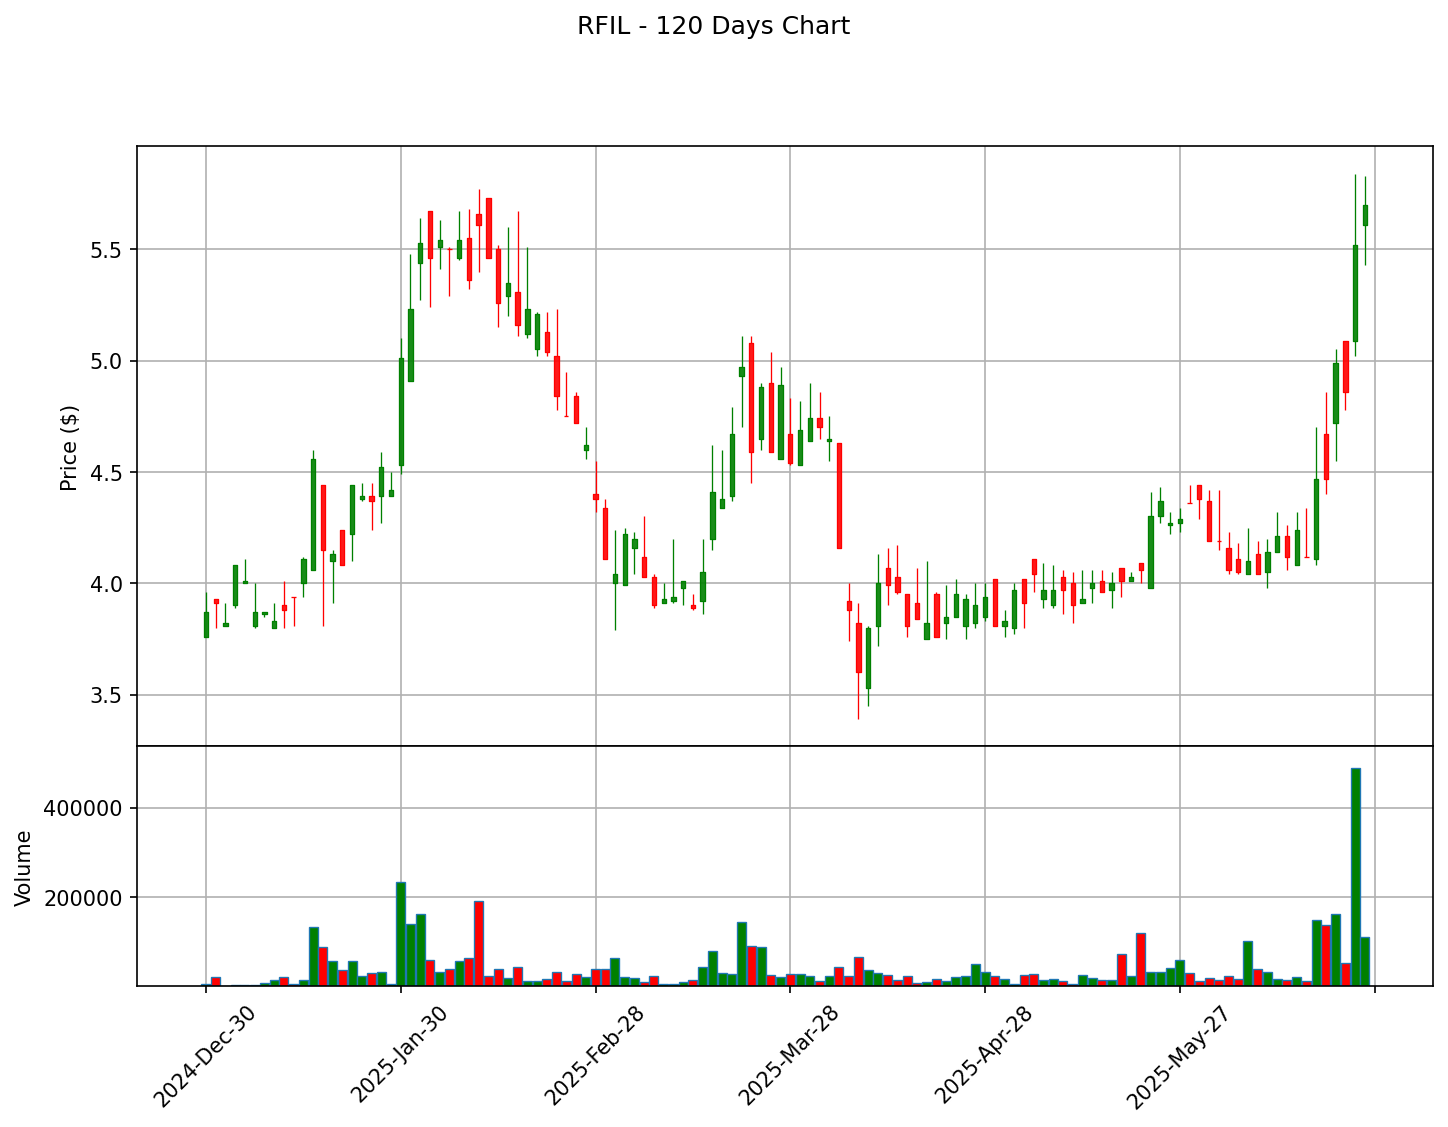 RFIL - 120 Days Chart
Price ($)
5.5
5.0
4.5
4.0
3.5
Volume
400000
200000
2024-Dec-30
2025-Jan-30
2025-Feb-28
2025-Mar-28
2025-Apr-28
2025-May-27